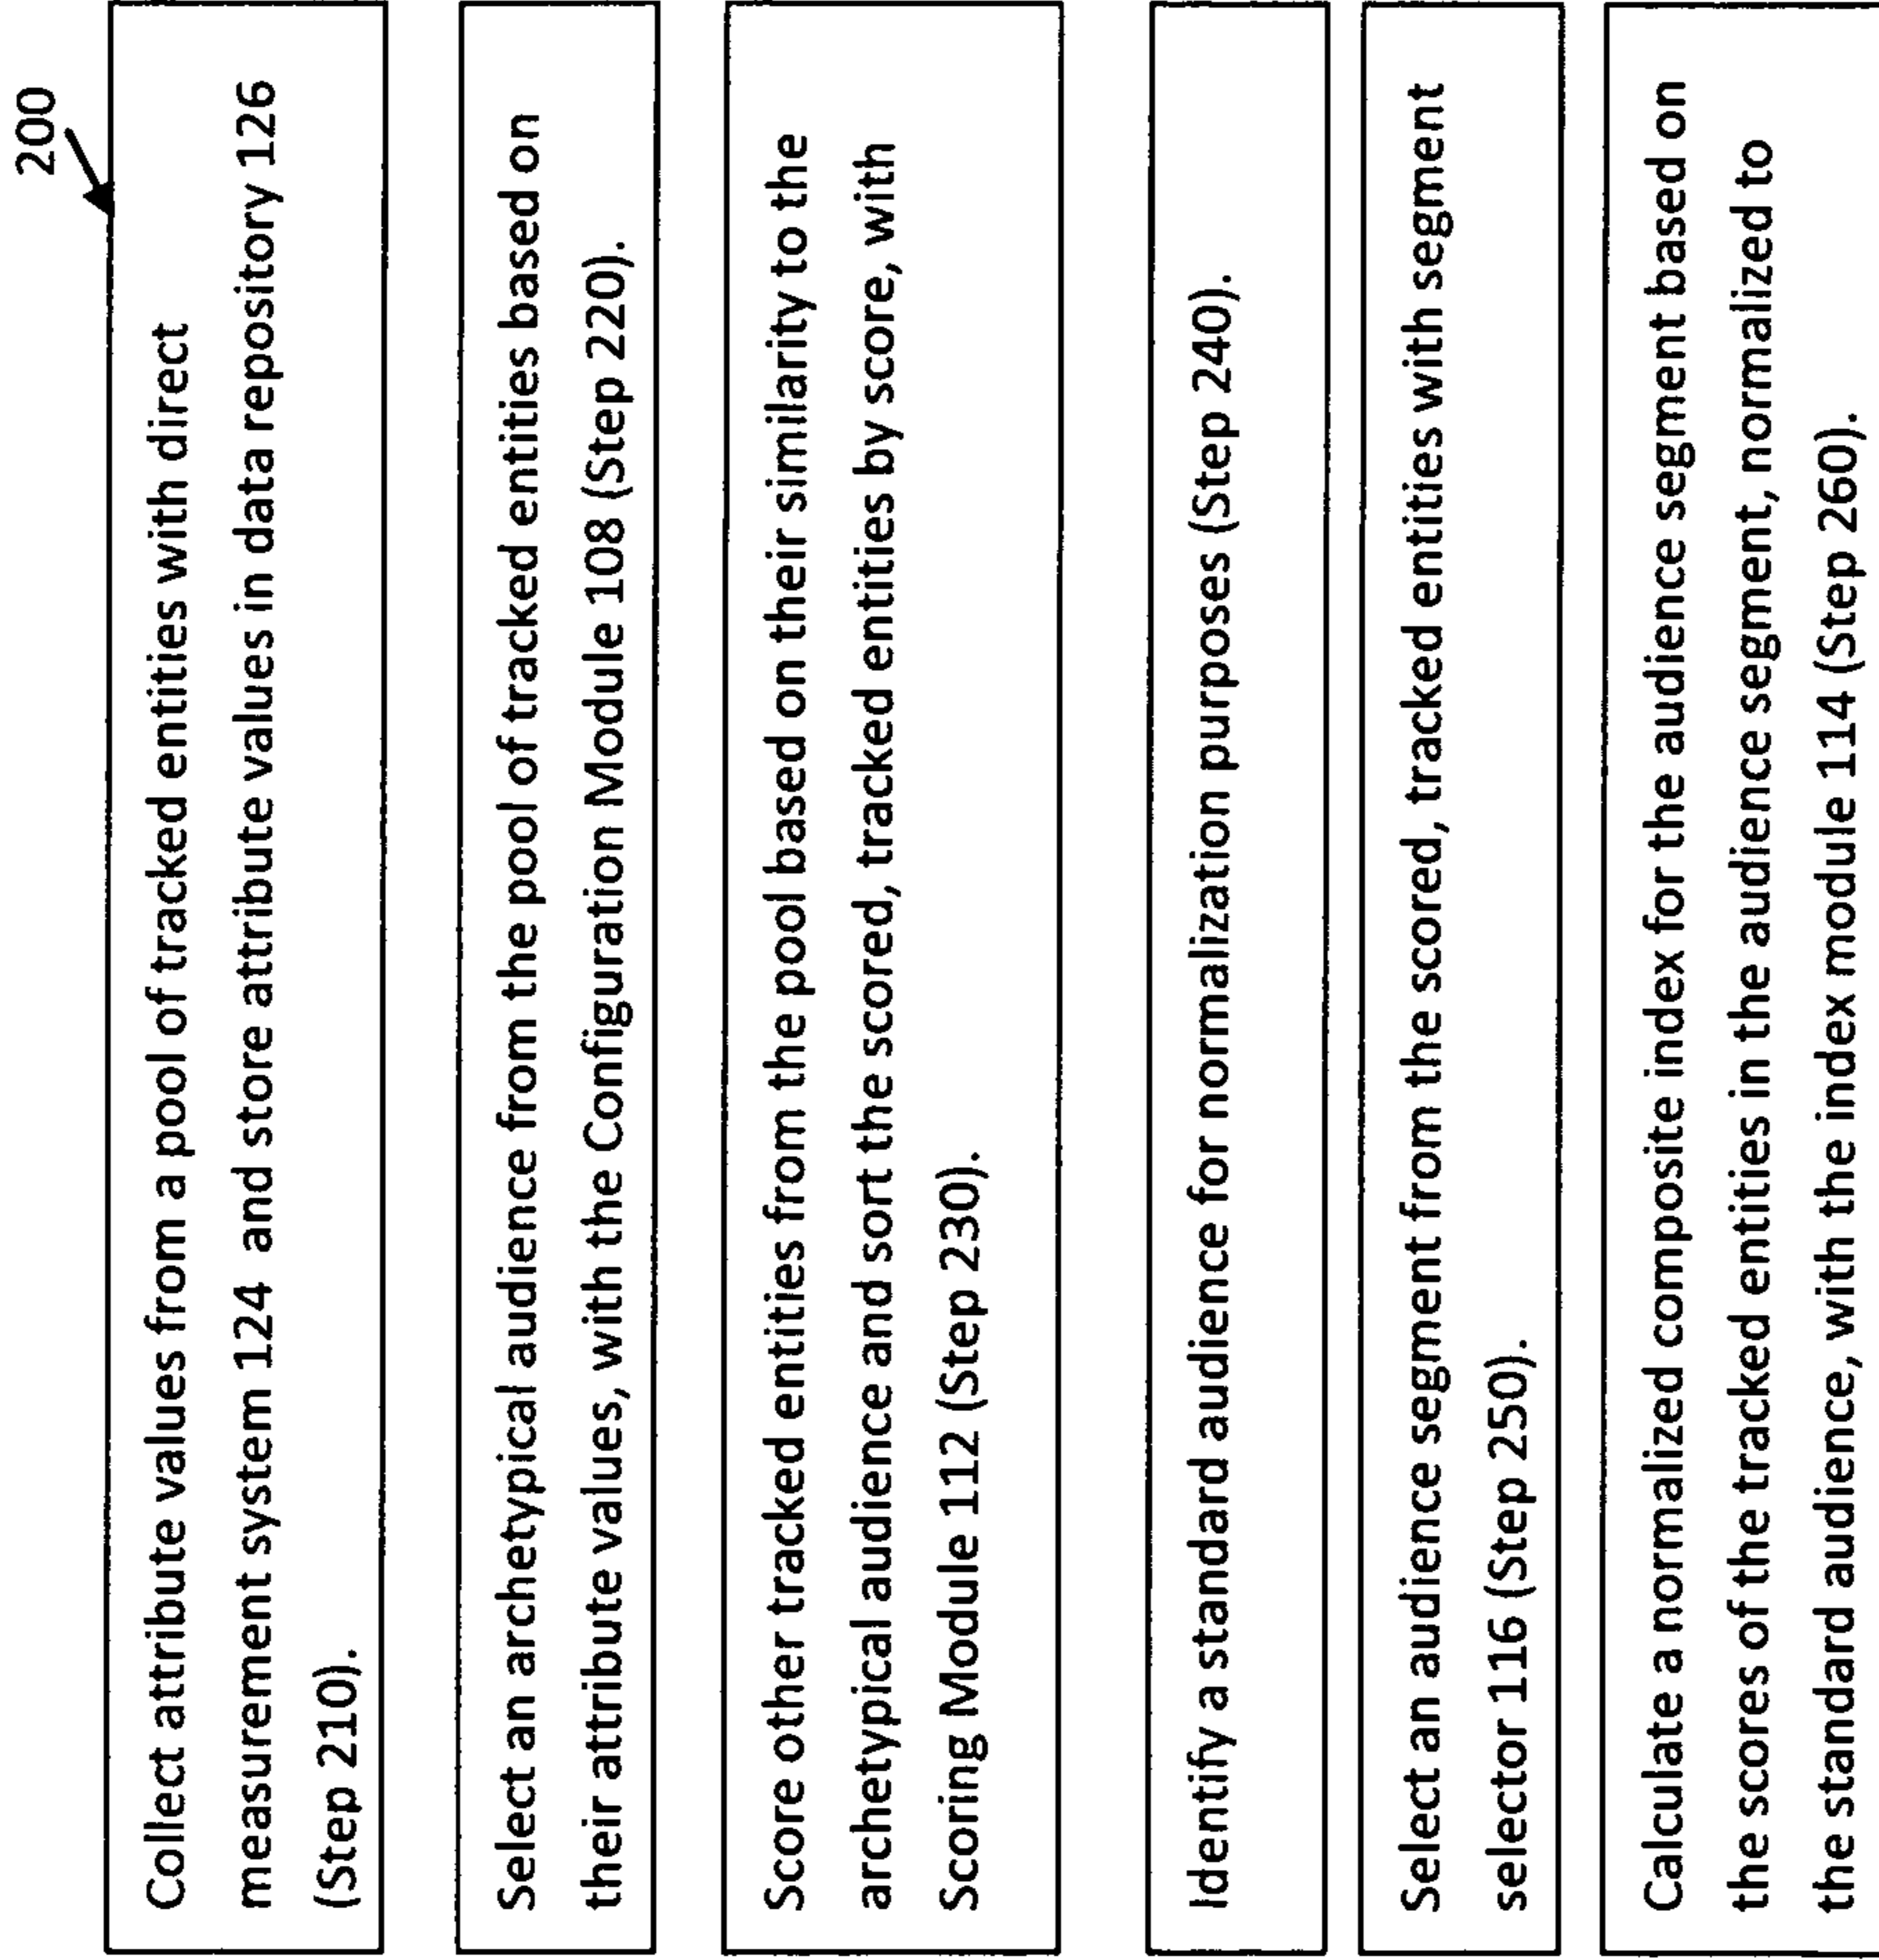 200
Collect attribute values from a pool of tracked entities with direct
measurement system 124 and store attribute values in data repository 126
(Step 210).
Select an archetypical audience from the pool of tracked entities based on
their attribute values, with the Configuration Module 108 (Step 220).
Score other tracked entities from the pool based on their similarity to the
archetypical audience and sort the scored, tracked entities by score, with
Scoring Module 112 (Step 230).
Identify a standard audience for normalization purposes (Step 240).
Select an audience segment from the scored, tracked entities with segment
selector 116 (Step 250).
Calculate a normalized composite index for the audience segment based on
the scores of the tracked entities in the audience segment, normalized to
the standard audience, with the index module 114 (Step 260).